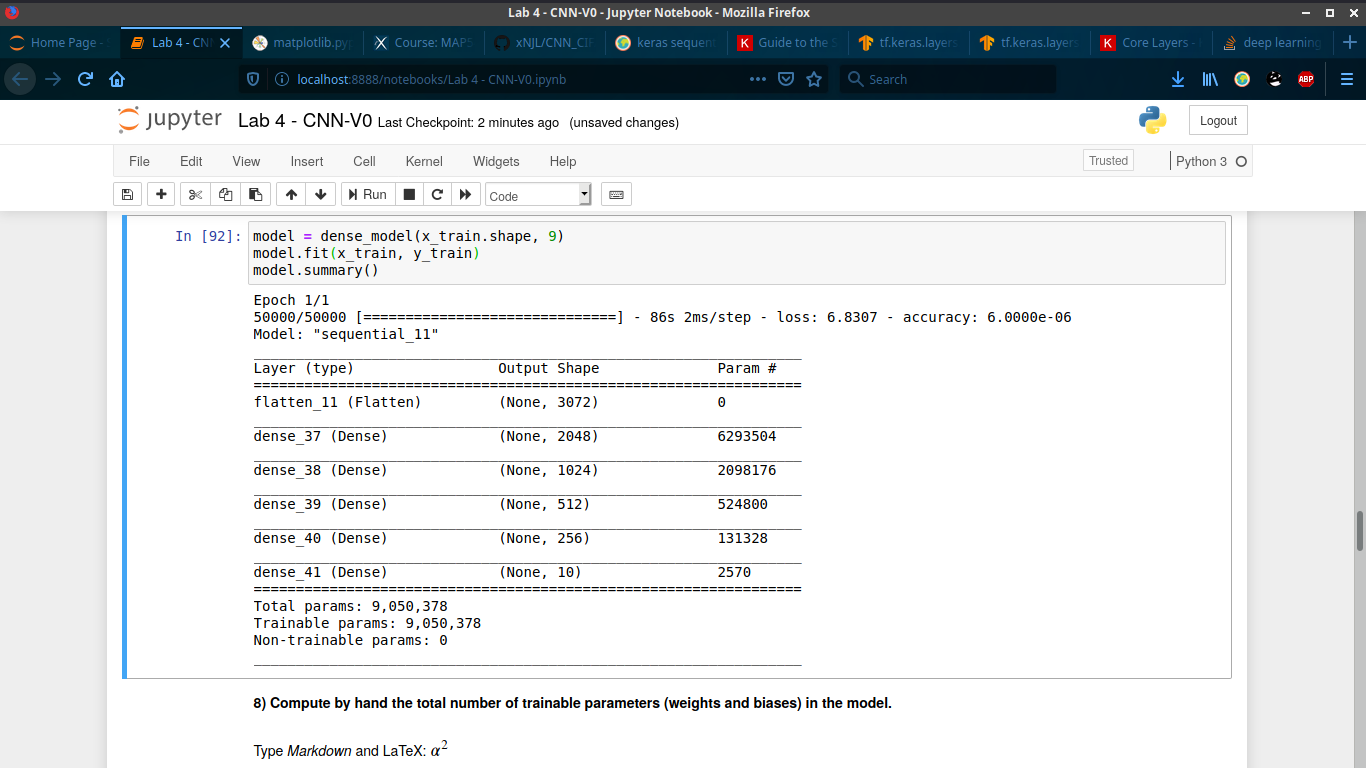 Lab 4 - CNN-V0 - Jupyter Notebook - Mozilla Firefox
Home Page - Lab 4 - CNN matplotlib.py Course: MAPS xNJL/CNN_CI keras sequen Guide to the S tf.keras.layers tf.keras.layers Core Layers - deep learning
localhost:8888/notebooks/Lab 4 - CNN-V0.ipynb Search ABP
jupyter Lab 4 - CNN-V0 Last Checkpoint: 2 minutes ago (unsaved changes) Logout
File Edit View Insert Cell Kernel Widgets Help Trusted Python 3
Run Code
In [92]: model = dense_model(x_train.shape, 9)
model.fit(x_train, y_train)
model.summary()
Epoch 1/1
50000/50000 [==============================] - 86s 2ms/step - loss: 6.8307 - accuracy: 6.0000e-06
Model: "sequential_11"
_________________________________________________________________
Layer (type) Output Shape Param #
=================================================================
flatten_11 (Flatten) (None, 3072) 0
_________________________________________________________________
dense_37 (Dense) (None, 2048) 6293504
_________________________________________________________________
dense_38 (Dense) (None, 1024) 2098176
_________________________________________________________________
dense_39 (Dense) (None, 512) 524800
_________________________________________________________________
dense_40 (Dense) (None, 256) 131328
_________________________________________________________________
dense_41 (Dense) (None, 10) 2570
=================================================================
Total params: 9,050,378
Trainable params: 9,050,378
Non-trainable params: 0
_________________________________________________________________
8) Compute by hand the total number of trainable parameters (weights and biases) in the model.
Type Markdown and LaTeX: α²